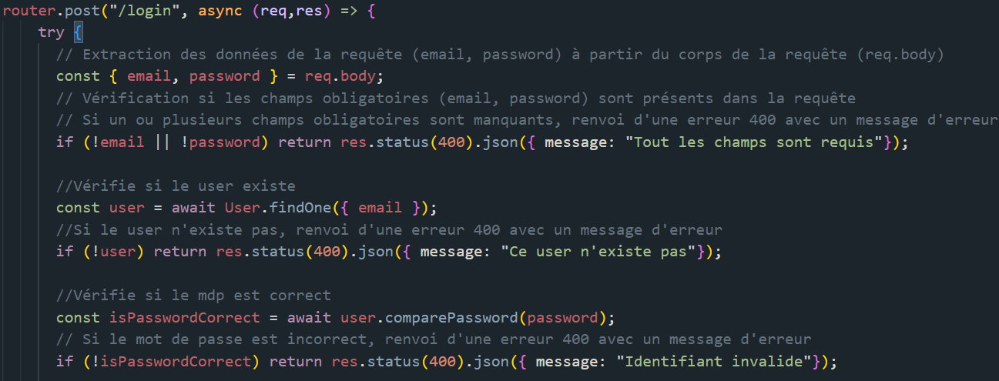 router.post("/login", async (req,res) => {
try {
// Extraction des données de la requête (email, password) à partir du corps de la requête (req.body)
const { email, password } = req.body;
// Vérification si les champs obligatoires (email, password) sont présents dans la requête
// Si un ou plusieurs champs obligatoires sont manquants, renvoi d'une erreur 400 avec un message d'erreur
if (!email || !password) return res.status(400).json({ message: "Tout les champs sont requis"});
//Vérifie si le user existe
const user = await User.findOne({ email });
//Si le user n'existe pas, renvoi d'une erreur 400 avec un message d'erreur
if (!user) return res.status(400).json({ message: "Ce user n'existe pas"});
//Vérifie si le mdp est correct
const isPasswordCorrect = await user.comparePassword(password);
// Si le mot de passe est incorrect, renvoi d'une erreur 400 avec un message d'erreur
if (!isPasswordCorrect) return res.status(400).json({ message: "Identifiant invalide"});